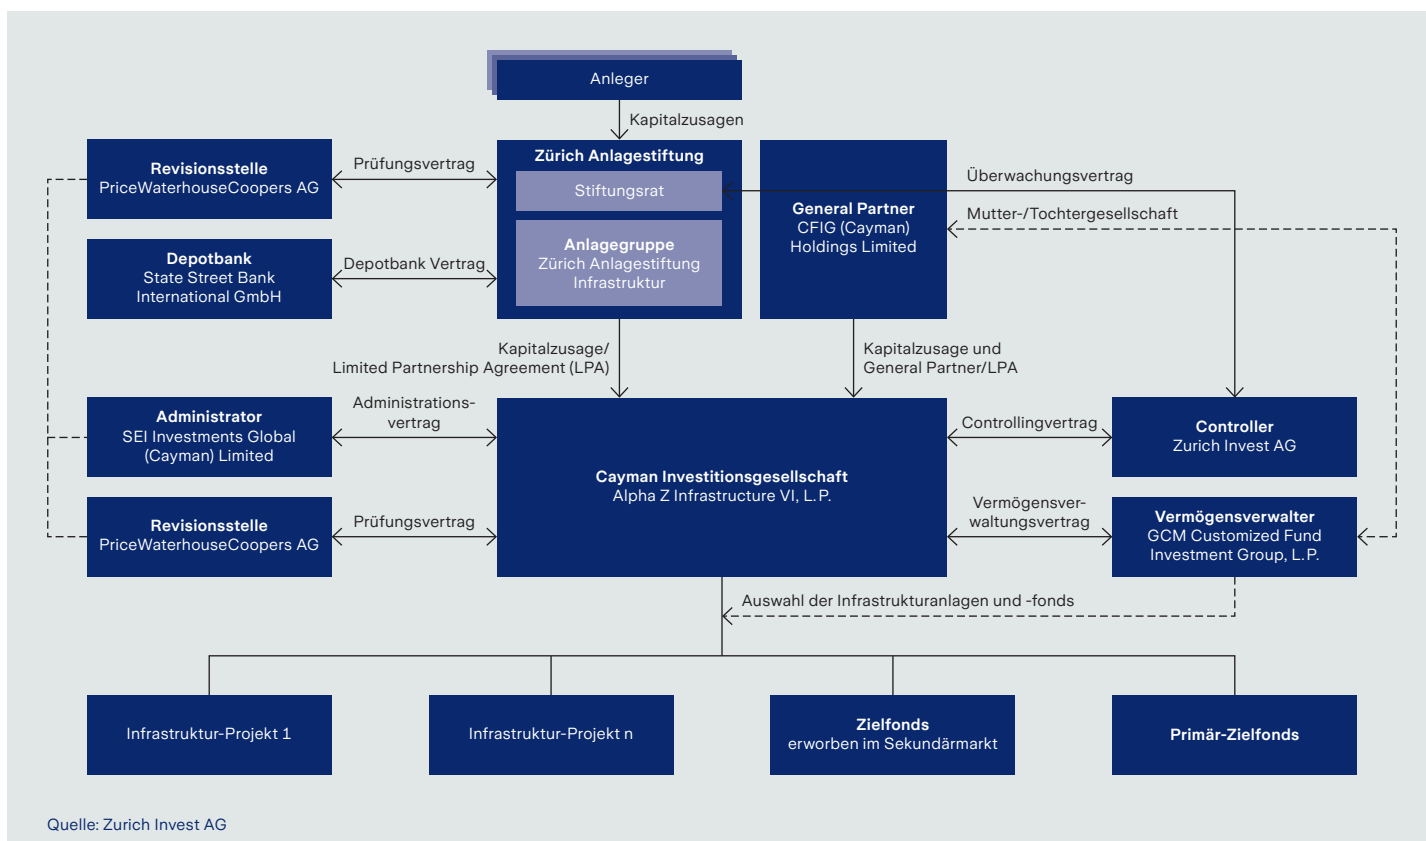 Anleger
Kapitalzusagen
Revisionsstelle
PriceWaterhouseCoopers AG
Prüfungsvertrag
Zürich Anlagestiftung
Stiftungsrat
Anlagegruppe
Zürich Anlagestiftung
Infrastruktur
General Partner
CFIG (Cayman)
Holdings Limited
Überwachungsvertrag
Mutter-/Tochtergesellschaft
Depotbank
State Street Bank
International GmbH
Depotbank Vertrag
Kapitalzusage/
Limited Partnership Agreement (LPA)
Kapitalzusage und
General Partner/LPA
Administrator
SEI Investments Global
(Cayman) Limited
Administrations-
vertrag
Cayman Investitionsgesellschaft
Alpha Z Infrastructure VI, L.P.
Controllingvertrag
Controller
Zurich Invest AG
Revisionsstelle
PriceWaterhouseCoopers AG
Prüfungsvertrag
Vermögensver-
waltungsvertrag
Vermögensverwalter
GCM Customized Fund
Investment Group, L.P.
Auswahl der Infrastrukturanlagen und -fonds
Infrastruktur-Projekt 1
Infrastruktur-Projekt n
Zielfonds
erworben im Sekundärmarkt
Primär-Zielfonds
Quelle: Zurich Invest AG